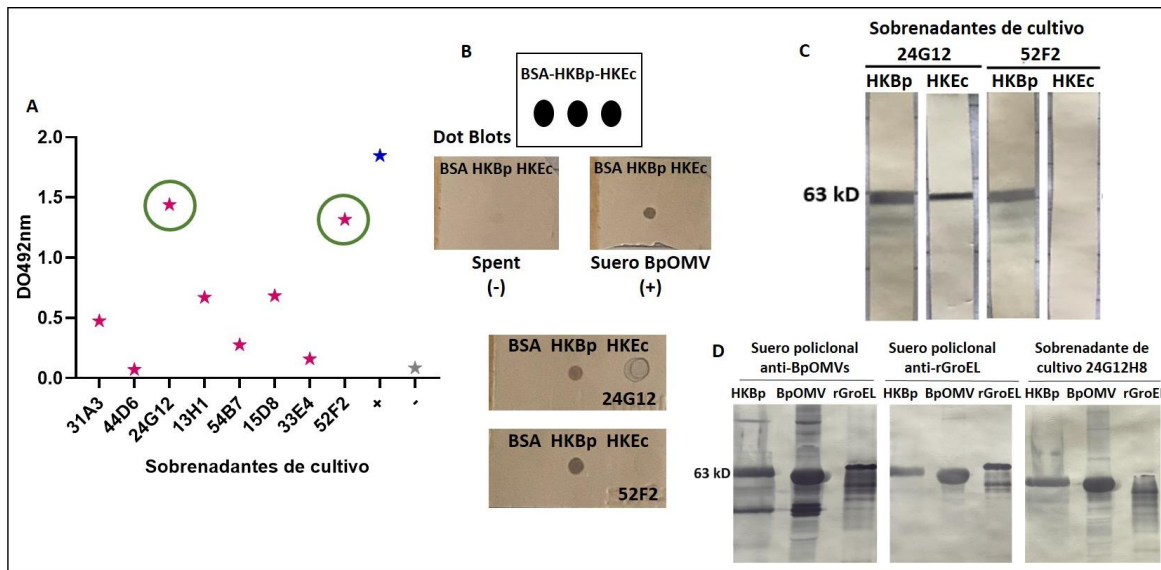 A
2.0
1.5
1.0
0.5
0.0
DO492nm
31A3
44D6
24G12
13H1
54B7
15D8
33E4
52F2
+
-
Sobrenadantes de cultivo
B
BSA-HKBp-HKEc
Dot Blots
BSA HKBp HKEc
Spent
(-)
BSA HKBp HKEc
Suero BpOMV
(+)
BSA HKBp HKEc
24G12
BSA HKBp HKEc
52F2
C
Sobrenadantes de cultivo
24G12 52F2
HKBp HKEc HKBp HKEc
63 kD
D
Suero policlonal
anti-BpOMVs
HKBp BpOMV rGroEL
Suero policlonal
anti-rGroEL
HKBp BpOMV rGroEL
Sobrenadante de
cultivo 24G12H8
HKBp BpOMV rGroEL
63 kD